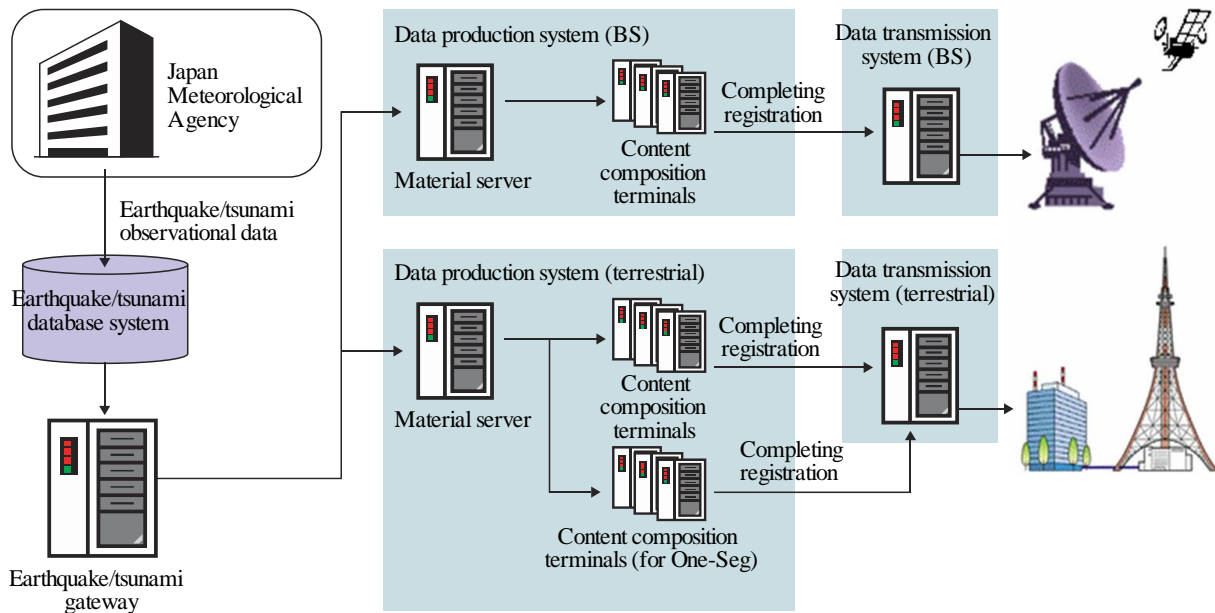 Japan
Meteorological
Agency
Earthquake/tsunami
observational data
Earthquake/tsunami
database system
Earthquake/tsunami
gateway
Data production system (BS)
Material server
Content
composition
terminals
Completing
registration
Data transmission
system (BS)
Data production system (terrestrial)
Material server
Content
composition
terminals
Completing
registration
Content composition
terminals (for One-Seg)
Completing
registration
Data transmission
system (terrestrial)